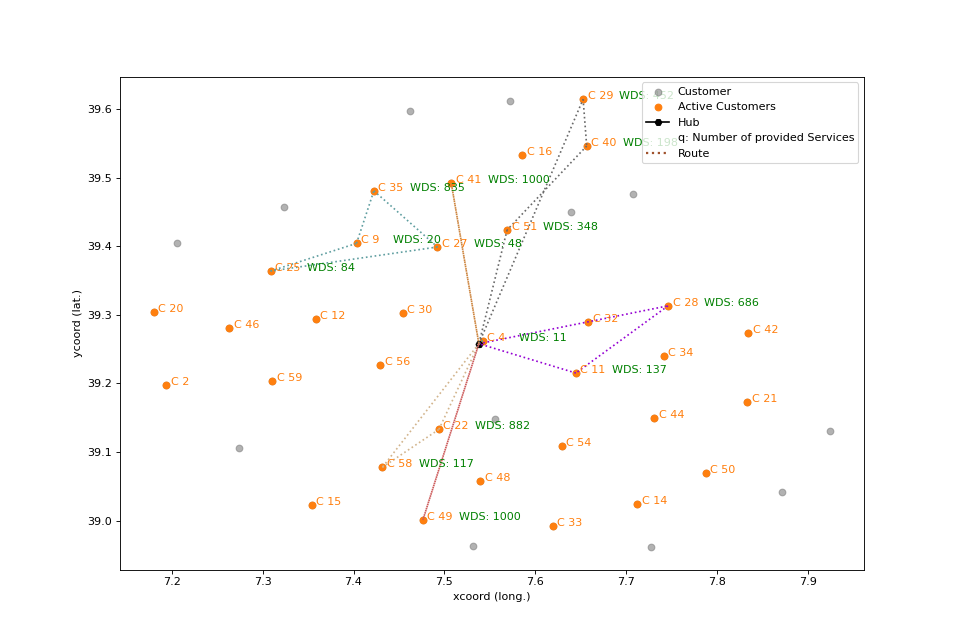 39.6
39.5
39.4
39.3
39.2
39.1
39.0
ycoord (lat.)
7.2 7.3 7.4 7.5 7.6 7.7 7.8 7.9
xcoord (long.)
Customer
Active Customers
Hub
q: Number of provided Services
Route
C 29 WDS:
C 40 WDS: 198
C 16
C 41 WDS: 1000
C 35 WDS: 835
C 51 WDS: 348
C 9 WDS: 20
C 27 WDS: 48
C 25 WDS: 84
C 28 WDS: 686
C 20
C 30
C 12
C 32
C 46
C 42
C 4 WDS: 11
C 34
C 56
C 11 WDS: 137
C 59
C 2
C 21
C 44
C 22 WDS: 882
C 54
C 58 WDS: 117
C 50
C 48
C 15
C 14
C 49 WDS: 1000
C 33